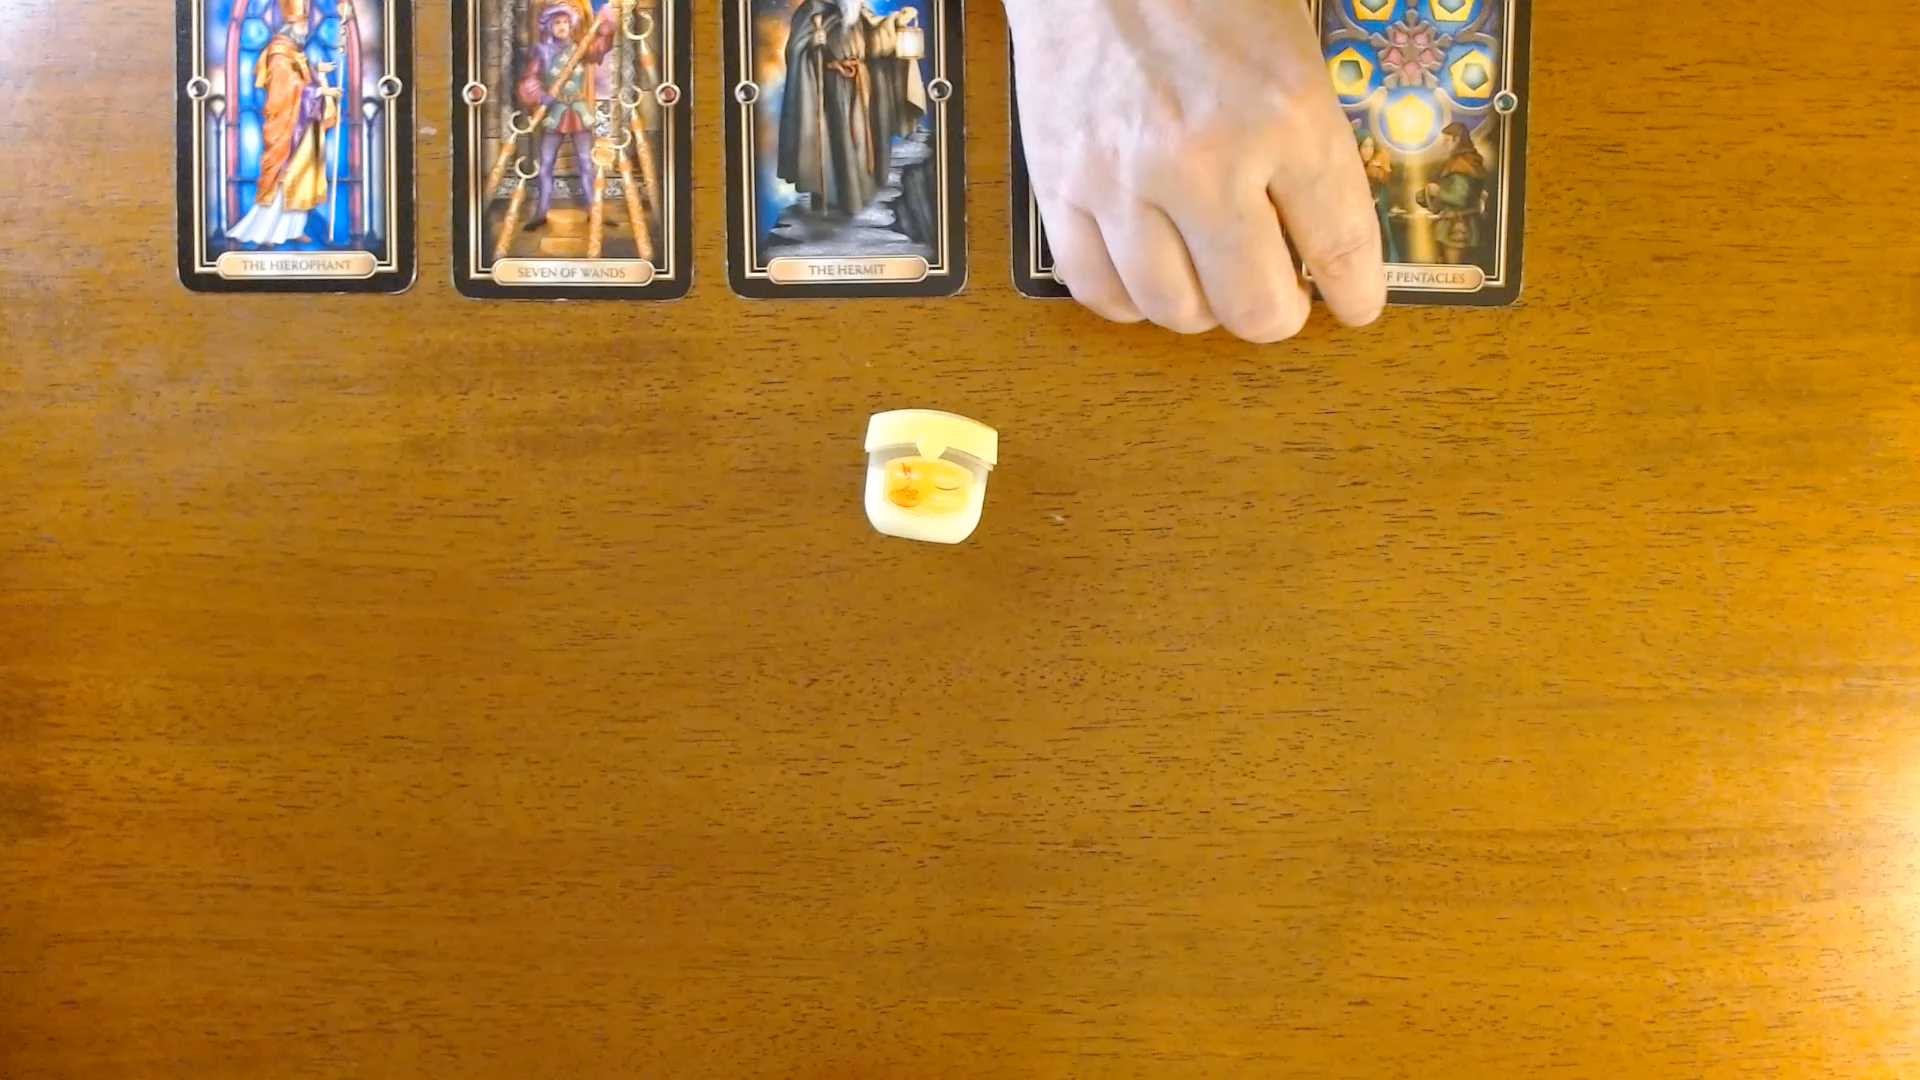 THE HIEROPHANT
SEVEN OF WANDS
THE HERMIT
OF PENTACLES